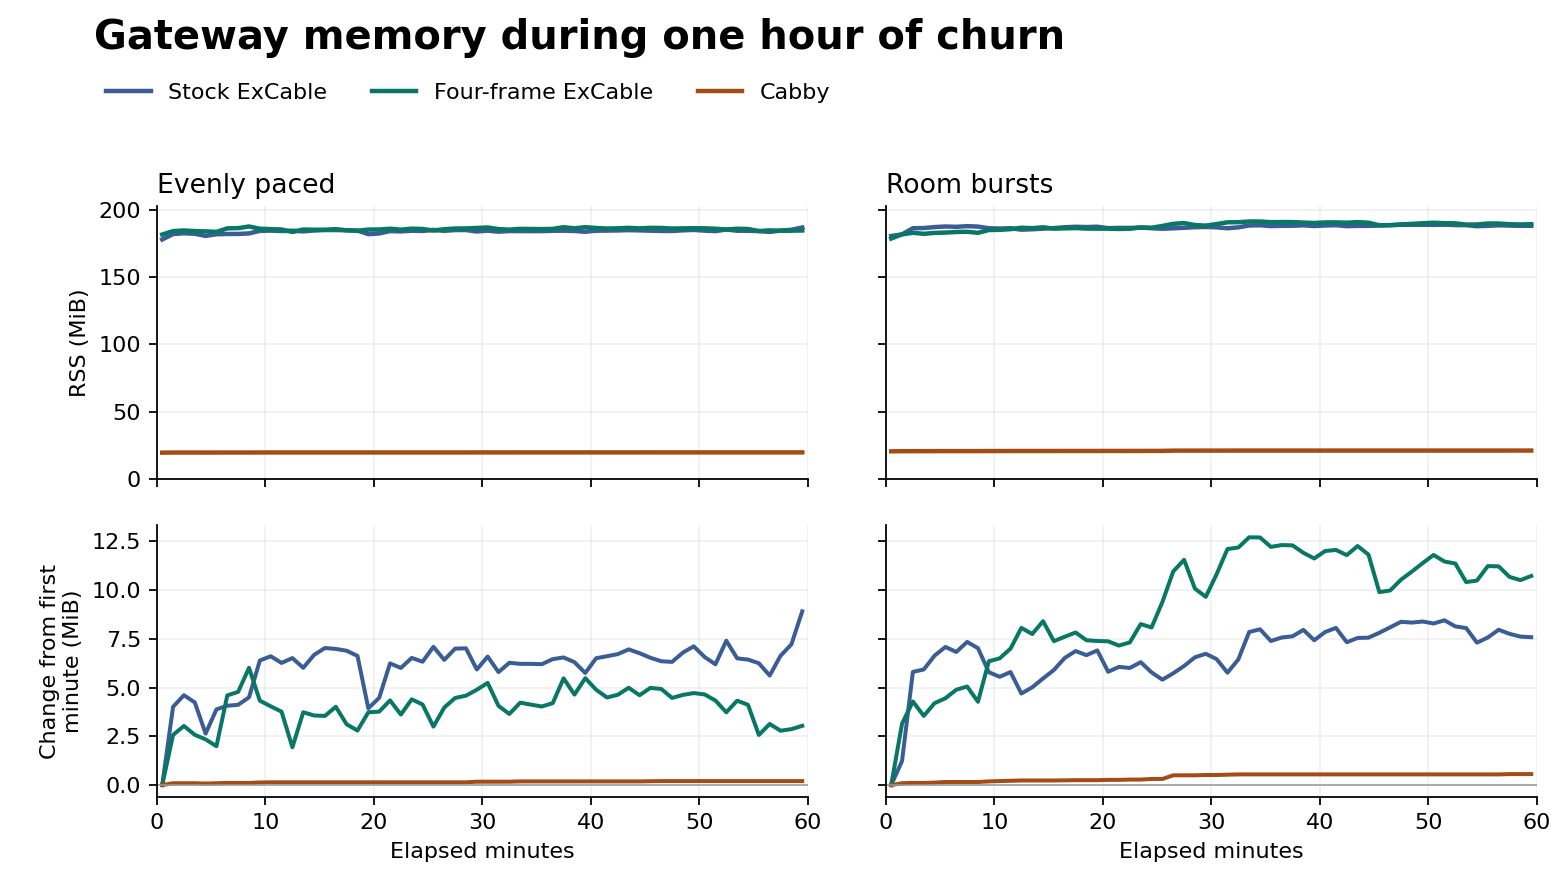 Gateway memory during one hour of churn
Stock ExCable Four-frame ExCable Cabby
Evenly paced
Room bursts
RSS (MiB)
200
150
100
50
0
Change from first
minute (MiB)
12.5
10.0
7.5
5.0
2.5
0.0
0 10 20 30 40 50 60
0 10 20 30 40 50 60
Elapsed minutes
Elapsed minutes